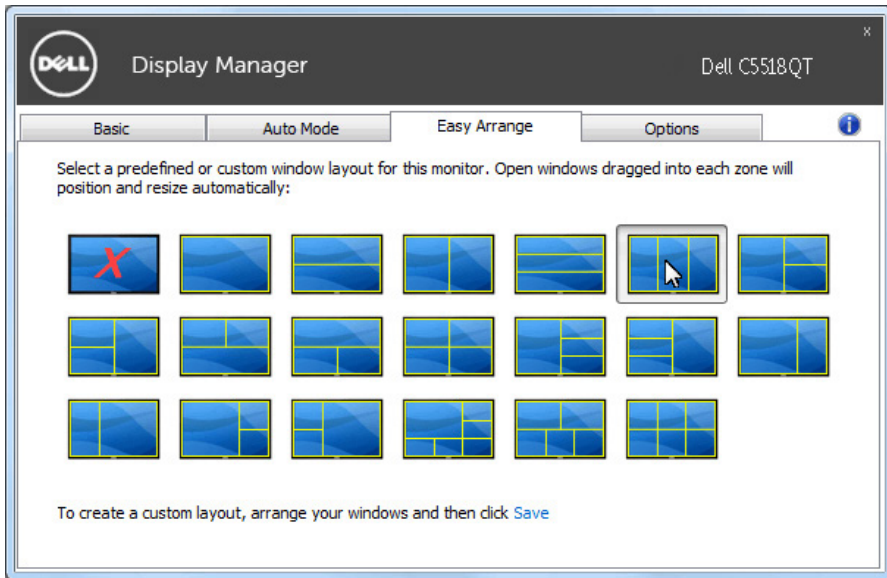 x
DELL Display Manager Dell C5518QT
Basic Auto Mode Easy Arrange Options i
Select a predefined or custom window layout for this monitor. Open windows dragged into each zone will
position and resize automatically:
X
To create a custom layout, arrange your windows and then click Save